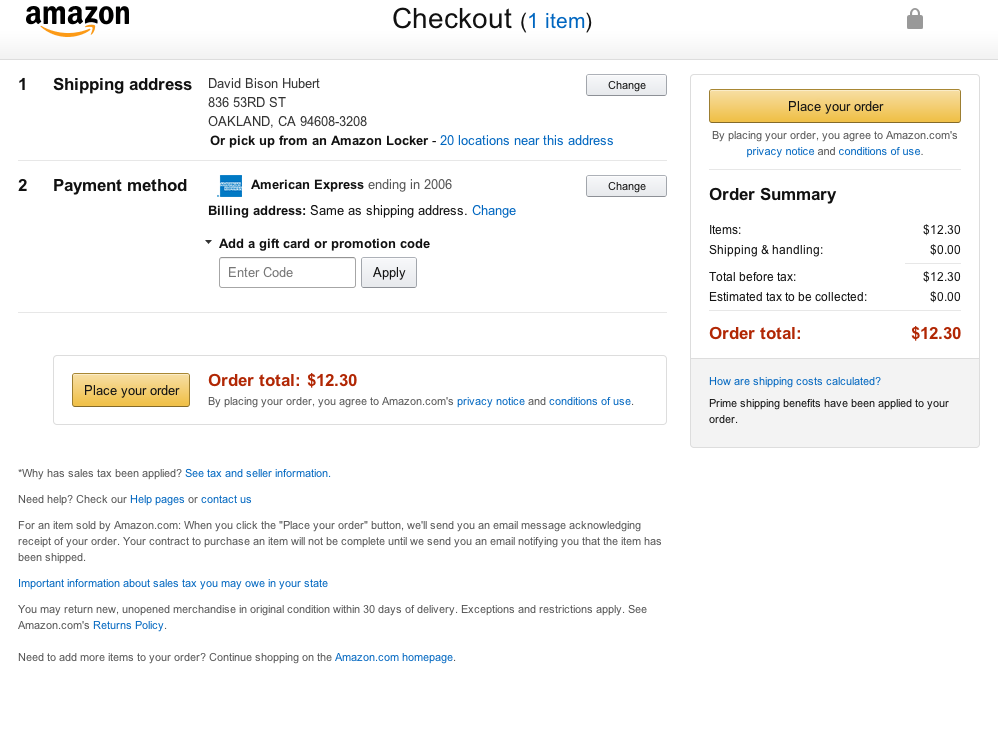 amazon
Checkout (1 item)
1 Shipping address
David Bison Hubert
836 53RD ST
OAKLAND, CA 94608-3208
Or pick up from an Amazon Locker - 20 locations near this address
Change
2 Payment method
American Express ending in 2006
Change
Billing address: Same as shipping address. Change
Add a gift card or promotion code
Enter Code
Apply
Place your order
Order total: $12.30
By placing your order, you agree to Amazon.com's privacy notice and conditions of use.
*Why has sales tax been applied? See tax and seller information.
Need help? Check our Help pages or contact us
For an item sold by Amazon.com: When you click the "Place your order" button, we'll send you an email message acknowledging
receipt of your order. Your contract to purchase an item will not be complete until we send you an email notifying you that the item has
been shipped.
Important information about sales tax you may owe in your state
You may return new, unopened merchandise in original condition within 30 days of delivery. Exceptions and restrictions apply. See
Amazon.com's Returns Policy.
Need to add more items to your order? Continue shopping on the Amazon.com homepage.
Place your order
By placing your order, you agree to Amazon.com's
privacy notice and conditions of use.
Order Summary
Items: $12.30
Shipping & handling: $0.00
Total before tax: $12.30
Estimated tax to be collected: $0.00
Order total: $12.30
How are shipping costs calculated?
Prime shipping benefits have been applied to your
order.